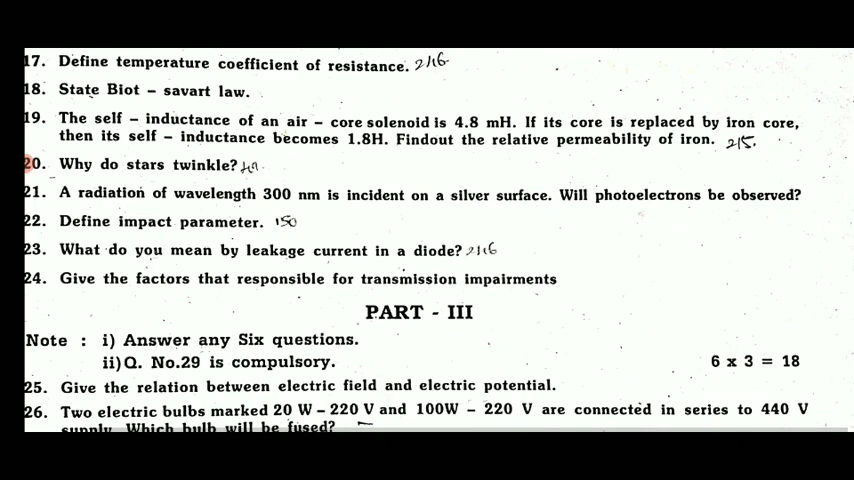 17. Define temperature coefficient of resistance. 2/16
18. State Biot – savart law.
19. The self – inductance of an air – core solenoid is 4.8 mH. If its core is replaced by iron core,
then its self – inductance becomes 1.8H. Findout the relative permeability of iron. 215.
20. Why do stars twinkle?
21. A radiation of wavelength 300 nm is incident on a silver surface. Will photoelectrons be observed?
22. Define impact parameter. 150
23. What do you mean by leakage current in a diode? 2116
24. Give the factors that responsible for transmission impairments
PART - III
Note : i) Answer any Six questions.
ii) Q. No.29 is compulsory. 6 x 3 = 18
25. Give the relation between electric field and electric potential.
26. Two electric bulbs marked 20 W – 220 V and 100W – 220 V are connected in series to 440 V
supply. Which bulb will be fused?